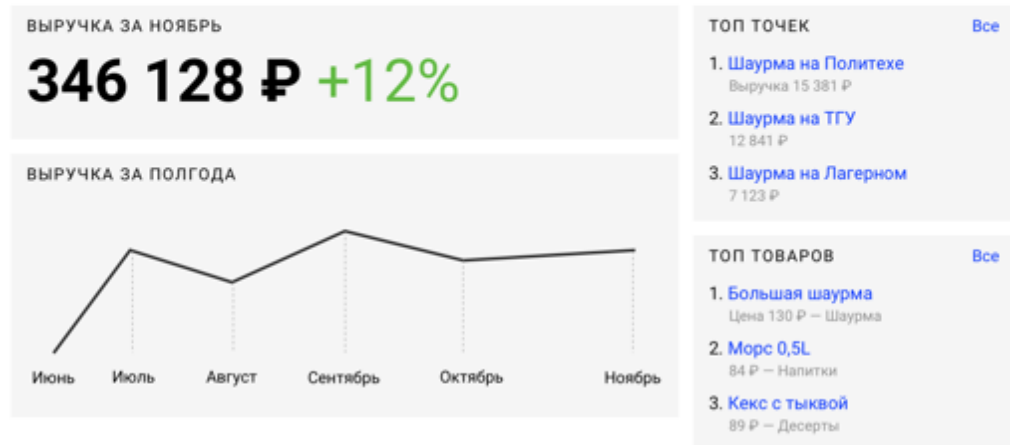 ВЫРУЧКА ЗА НОЯБРЬ
346 128 ₽ +12%
ВЫРУЧКА ЗА ПОЛГОДА
Июнь Июль Август Сентябрь Октябрь Ноябрь
ТОП ТОЧЕК Все
1. Шаурма на Политехе
Выручка 15 381 ₽
2. Шаурма на ТГУ
12 841 ₽
3. Шаурма на Лагерном
7 123 ₽
ТОП ТОВАРОВ Все
1. Большая шаурма
Цена 130 ₽ — Шаурма
2. Морс 0,5L
84 ₽ — Напитки
3. Кекс с тыквой
89 ₽ — Десерты